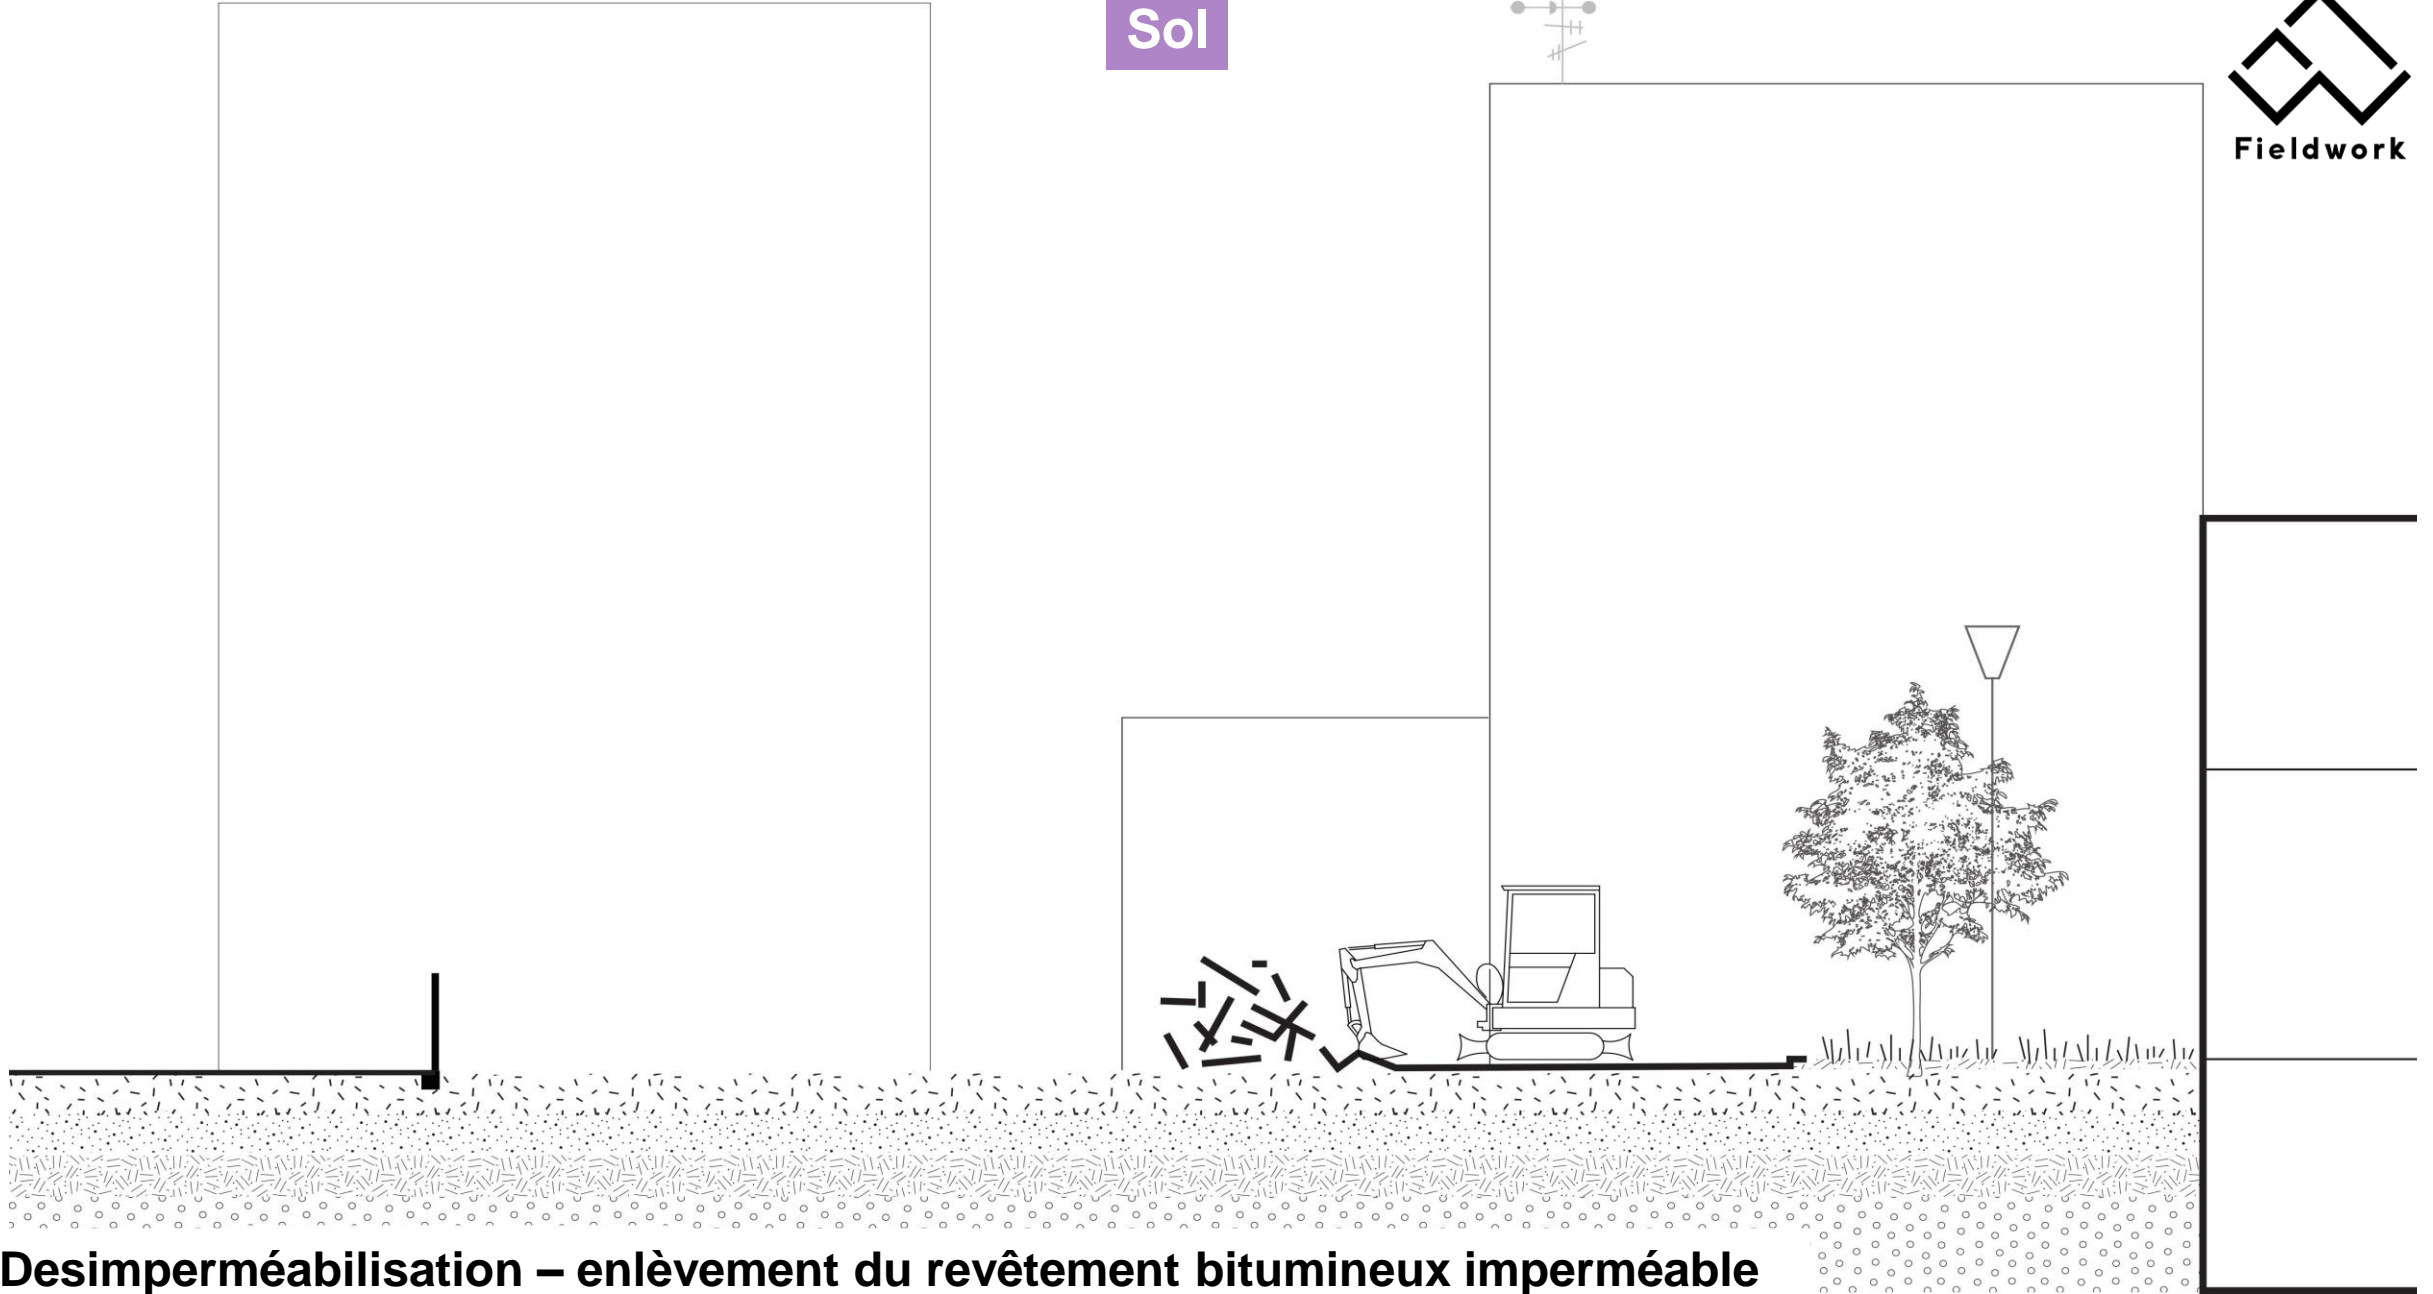 Sol
Fieldwork
Desimperméabilisation – enlèvement du revêtement bitumineux imperméable